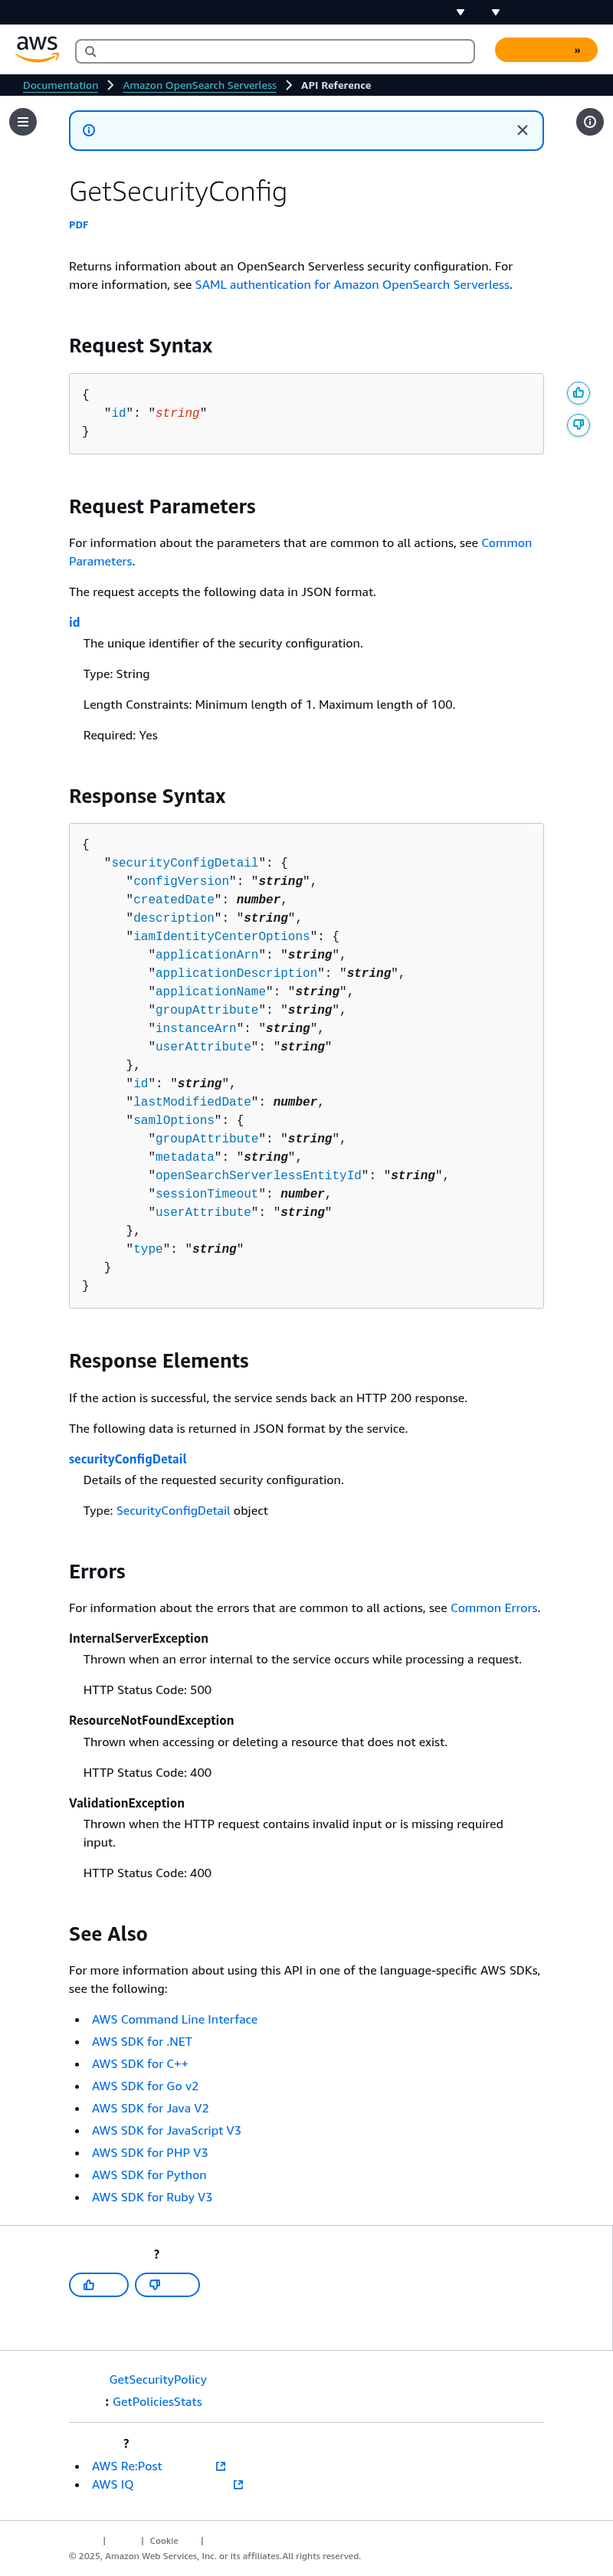 aws
»
Documentation
Amazon OpenSearch Serverless
API Reference
GetSecurityConfig
PDF
Returns information about an OpenSearch Serverless security configuration. For
more information, see SAML authentication for Amazon OpenSearch Serverless.
Request Syntax
{
   "id": "string"
}
Request Parameters
For information about the parameters that are common to all actions, see Common
Parameters.
The request accepts the following data in JSON format.
id
The unique identifier of the security configuration.
Type: String
Length Constraints: Minimum length of 1. Maximum length of 100.
Required: Yes
Response Syntax
{
   "securityConfigDetail": {
      "configVersion": "string",
      "createdDate": number,
      "description": "string",
      "iamIdentityCenterOptions": {
         "applicationArn": "string",
         "applicationDescription": "string",
         "applicationName": "string",
         "groupAttribute": "string",
         "instanceArn": "string",
         "userAttribute": "string"
      },
      "id": "string",
      "lastModifiedDate": number,
      "samlOptions": {
         "groupAttribute": "string",
         "metadata": "string",
         "openSearchServerlessEntityId": "string",
         "sessionTimeout": number,
         "userAttribute": "string"
      },
      "type": "string"
   }
}
Response Elements
If the action is successful, the service sends back an HTTP 200 response.
The following data is returned in JSON format by the service.
securityConfigDetail
Details of the requested security configuration.
Type: SecurityConfigDetail object
Errors
For information about the errors that are common to all actions, see Common Errors.
InternalServerException
Thrown when an error internal to the service occurs while processing a request.
HTTP Status Code: 500
ResourceNotFoundException
Thrown when accessing or deleting a resource that does not exist.
HTTP Status Code: 400
ValidationException
Thrown when the HTTP request contains invalid input or is missing required
input.
HTTP Status Code: 400
See Also
For more information about using this API in one of the language-specific AWS SDKs,
see the following:
• AWS Command Line Interface
• AWS SDK for .NET
• AWS SDK for C++
• AWS SDK for Go v2
• AWS SDK for Java V2
• AWS SDK for JavaScript V3
• AWS SDK for PHP V3
• AWS SDK for Python
• AWS SDK for Ruby V3
?
GetSecurityPolicy
: GetPoliciesStats
?
• AWS Re:Post
• AWS IQ
| | Cookie |
© 2025, Amazon Web Services, Inc. or its affiliates.All rights reserved.